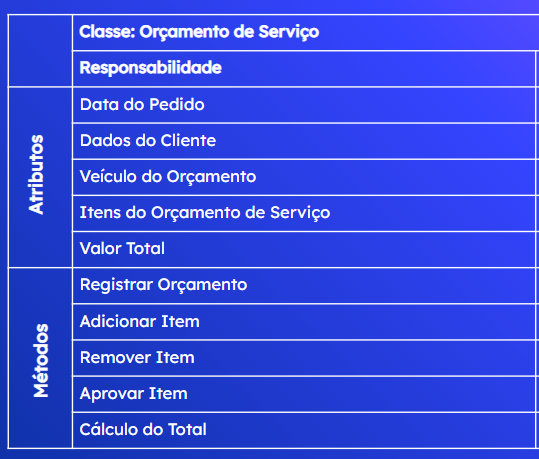 Classe: Orçamento de Serviço
Responsabilidade
Atributos
Data do Pedido
Dados do Cliente
Veículo do Orçamento
Itens do Orçamento de Serviço
Valor Total
Métodos
Registrar Orçamento
Adicionar Item
Remover Item
Aprovar Item
Cálculo do Total